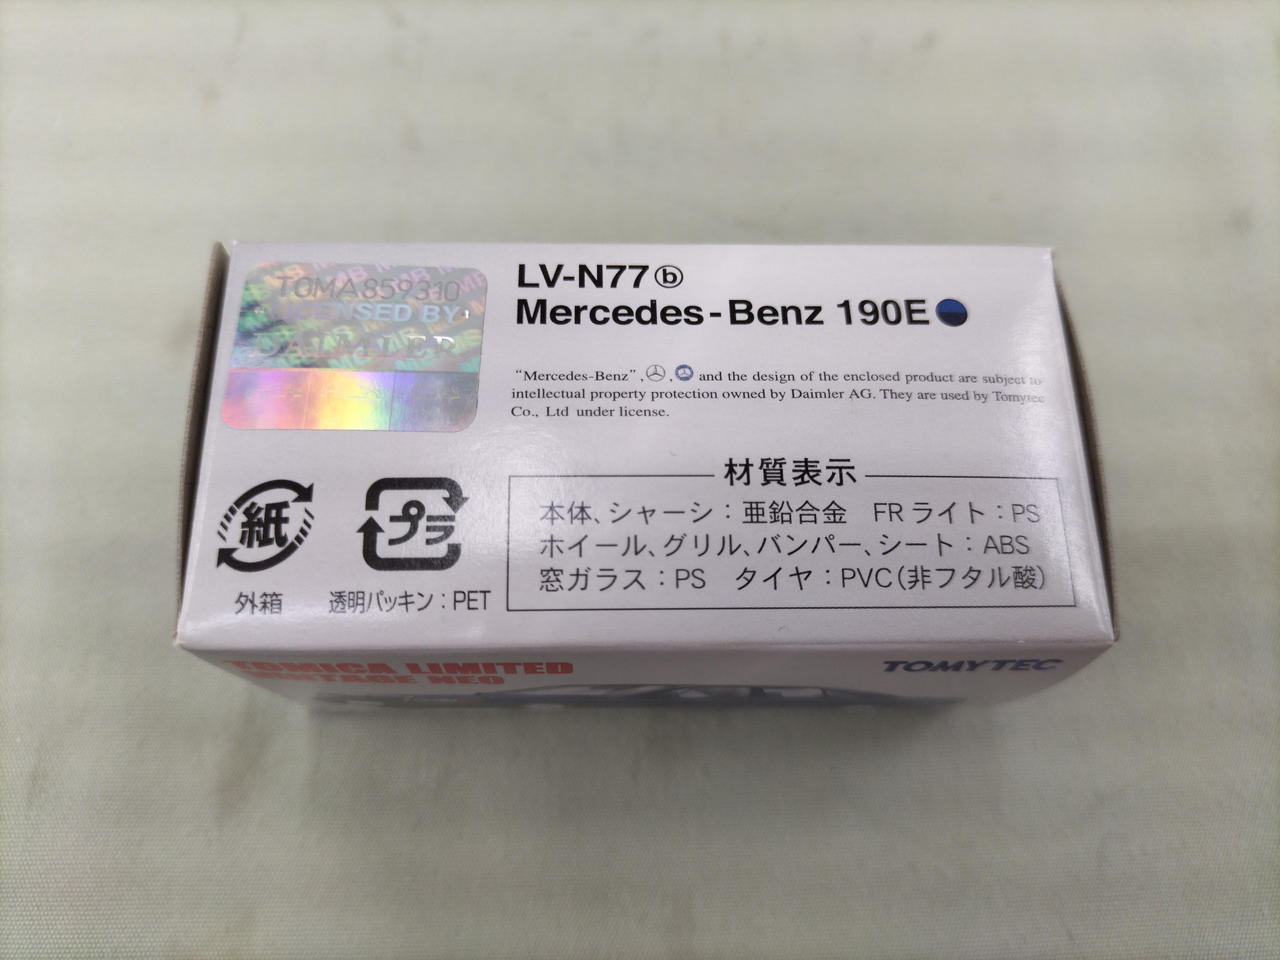 TOMA859310
LICENSED BY
DAIMLER
LV-N77ⓑ
Mercedes-Benz 190E
"Mercedes-Benz", , and the design of the enclosed product are subject to
intellectual property protection owned by Daimler AG. They are used by Tomytec
Co., Ltd under license.
紙
外箱
プラ
透明パッキン:PET
材質表示
本体、シャーシ:亜鉛合金 FRライト:PS
ホイール、グリル、バンパー、シート:ABS
窓ガラス:PS タイヤ:PVC(非フタル酸)
TOMICA LIMITED
VINTAGE NEO
TOMYTEC